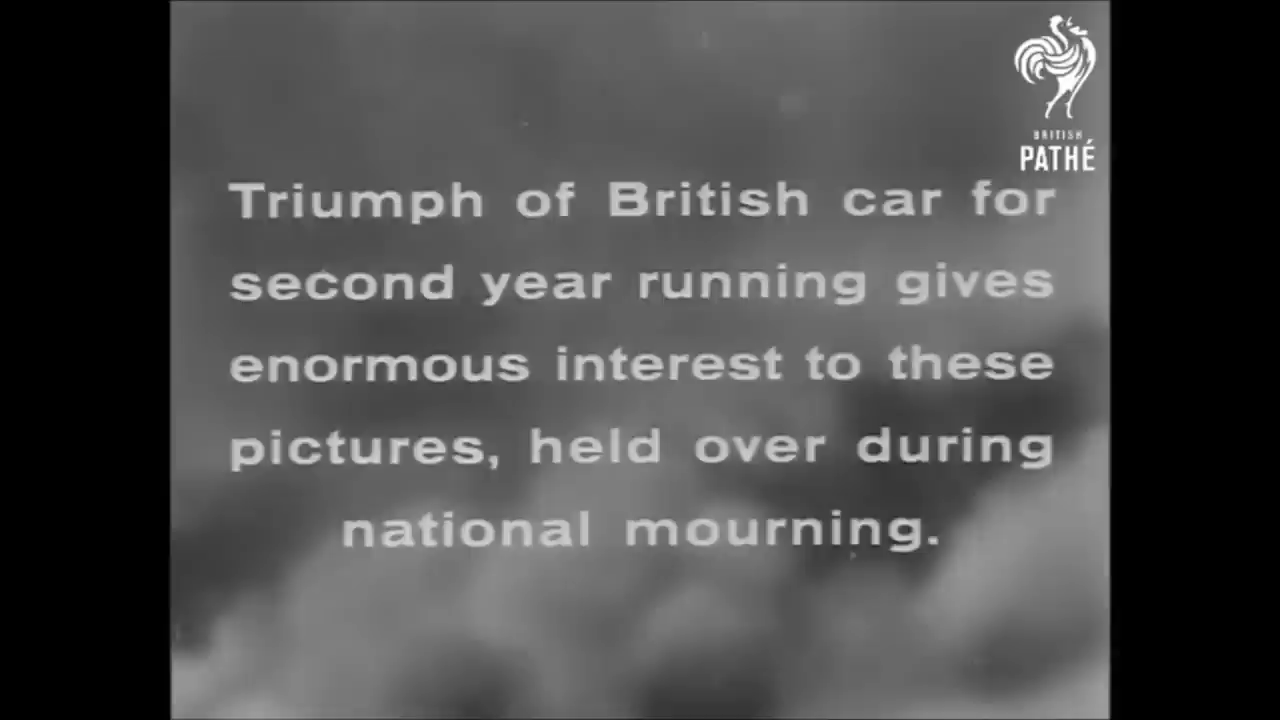 BRITISH
PATHÉ
Triumph of British car for
second year running gives
enormous interest to these
pictures, held over during
national mourning.